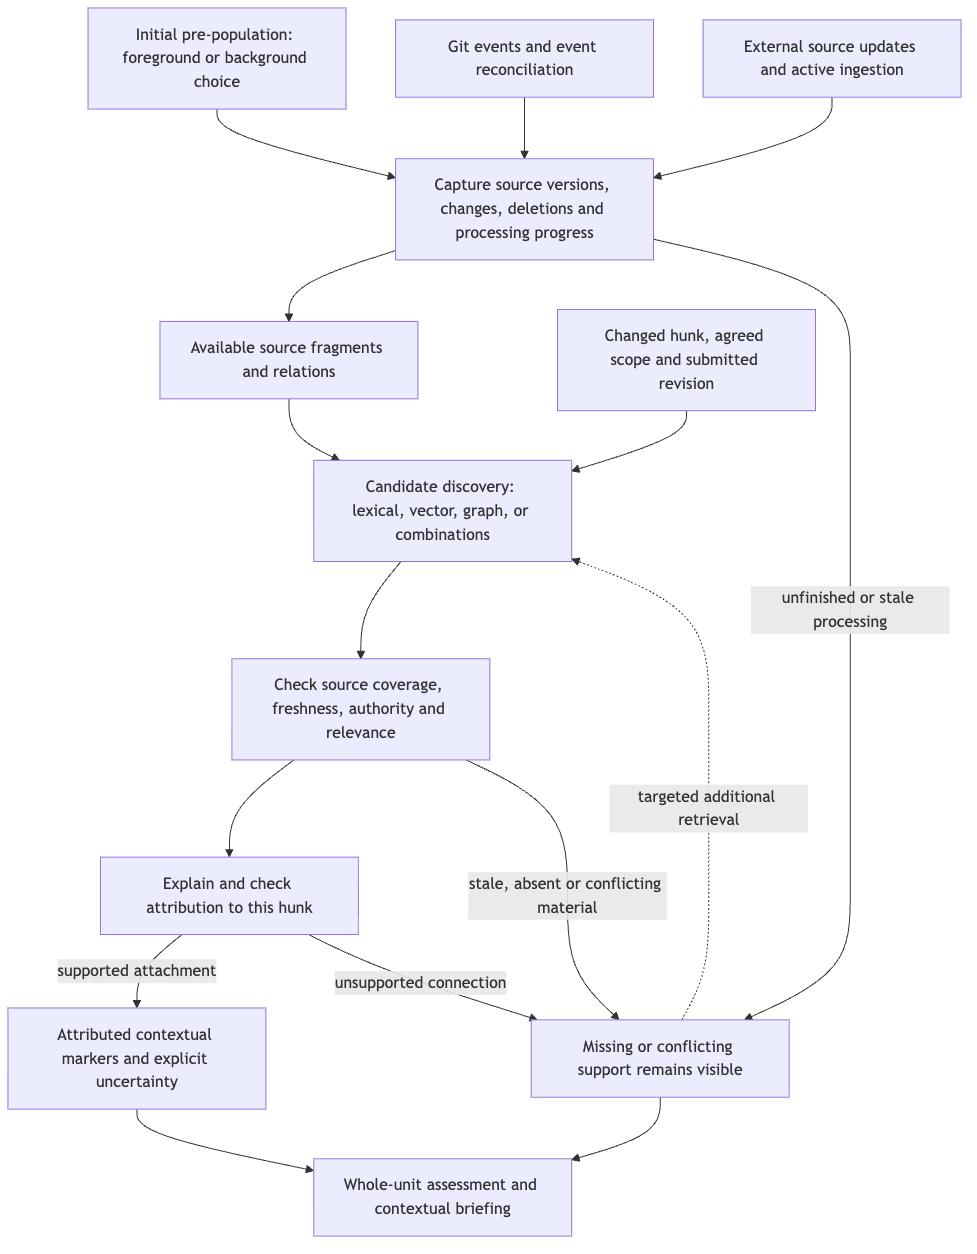 Initial pre-population:
foreground or background
choice
Git events and event
reconciliation
External source updates
and active ingestion
Capture source versions,
changes, deletions and
processing progress
Available source fragments
and relations
Changed hunk, agreed
scope and submitted
revision
Candidate discovery:
lexical, vector, graph, or
combinations
unfinished or stale
processing
Check source coverage,
freshness, authority and
relevance
targeted additional
retrieval
Explain and check
attribution to this hunk
stale, absent or conflicting
material
supported attachment
unsupported connection
Attributed contextual
markers and explicit
uncertainty
Missing or conflicting
support remains visible
Whole-unit assessment and
contextual briefing